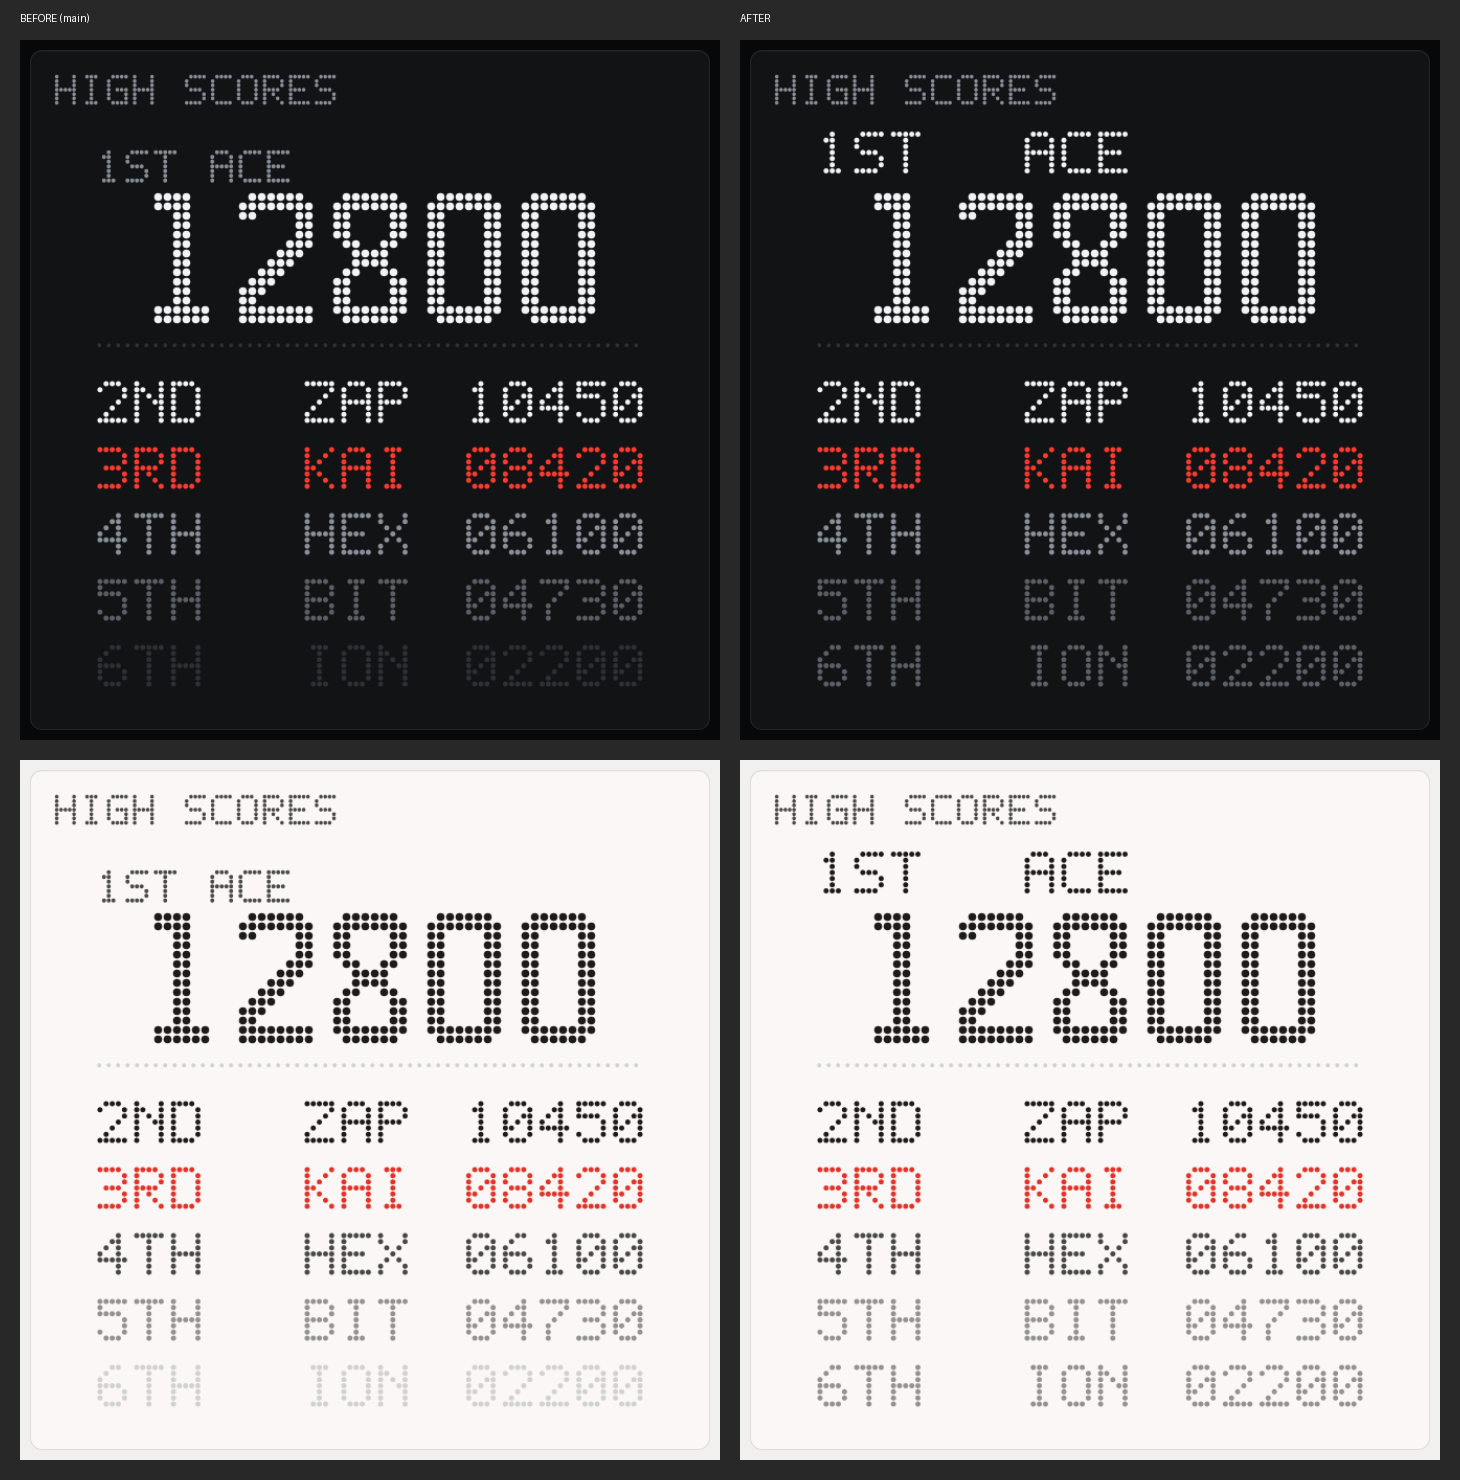 BEFORE (main)
HIGH SCORES
1ST ACE
12800
2ND ZAP 10450
3RD KAI 08420
4TH HEX 06100
5TH BIT 04730
6TH ION 02200
AFTER
HIGH SCORES
1ST ACE
12800
2ND ZAP 10450
3RD KAI 08420
4TH HEX 06100
5TH BIT 04730
6TH ION 02200
HIGH SCORES
1ST ACE
12800
2ND ZAP 10450
3RD KAI 08420
4TH HEX 06100
5TH BIT 04730
6TH ION 02200
HIGH SCORES
1ST ACE
12800
2ND ZAP 10450
3RD KAI 08420
4TH HEX 06100
5TH BIT 04730
6TH ION 02200